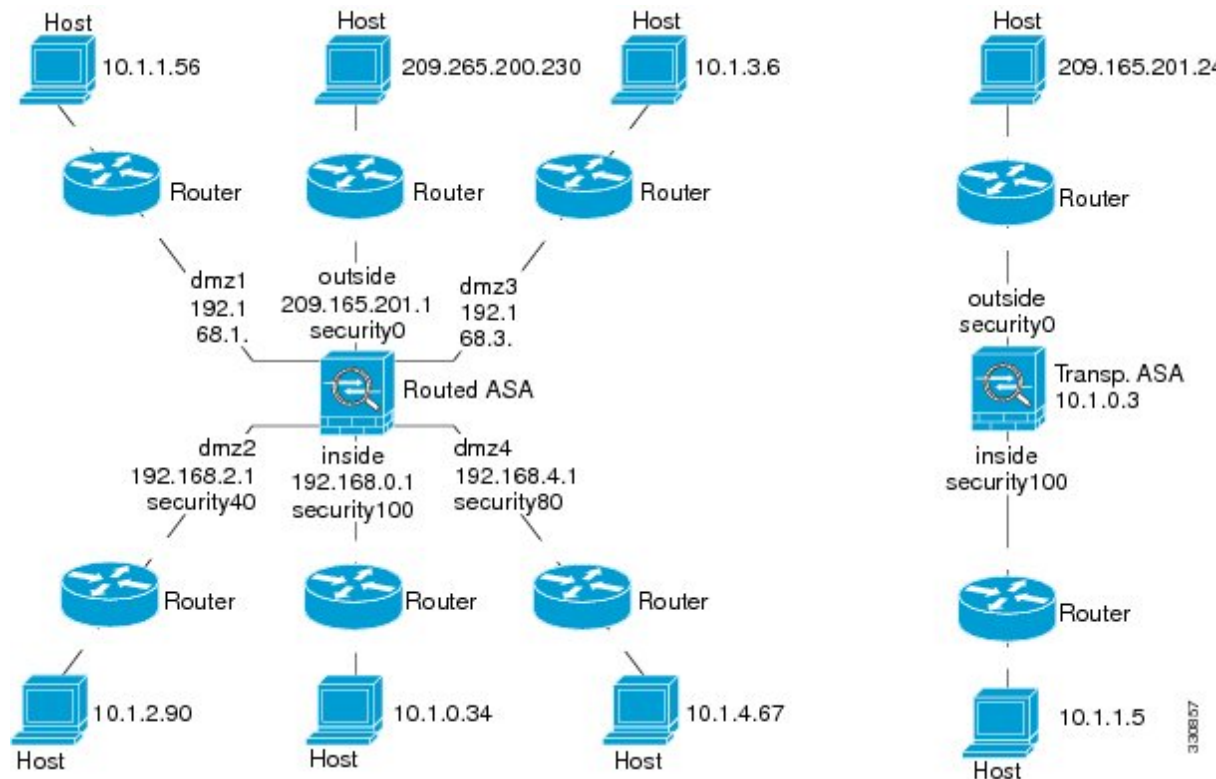 Host
10.1.1.56
Host
209.265.200.230
Host
10.1.3.6
Host
209.165.201.24
Router
Router
Router
Router
dmz1
192.1
68.1.
outside
209.165.201.1
security0
dmz3
192.1
68.3.
outside
security0
Routed ASA
Transp. ASA
10.1.0.3
dmz2
192.168.2.1
security40
inside
192.168.0.1
security100
dmz4
192.168.4.1
security80
inside
security100
Router
Router
Router
Router
10.1.2.90
Host
10.1.0.34
Host
10.1.4.67
Host
10.1.1.5
Host
330857